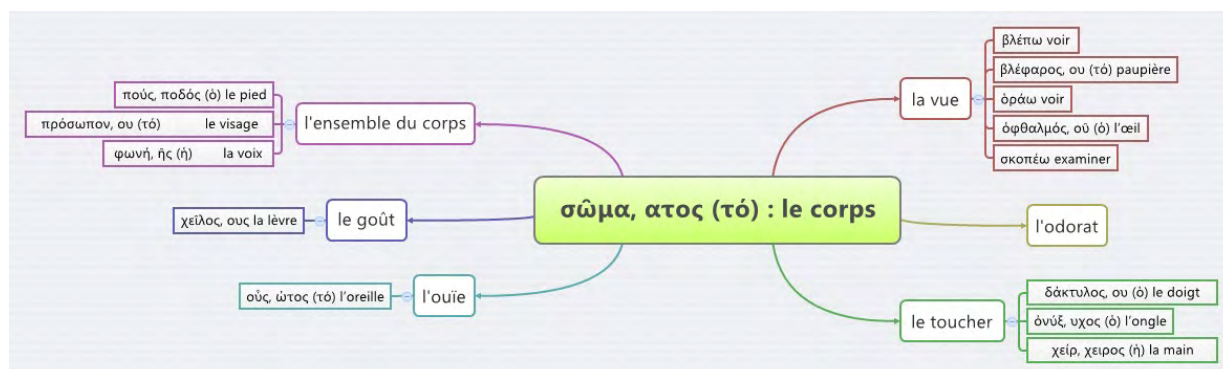 σῶμα, ατος (τό) : le corps
la vue
βλέπω voir
βλέφαρος, ου (τό) paupière
ὁράω voir
ὀφθαλμός, οῦ (ὁ) l'œil
σκοπέω examiner
l'odorat
le toucher
δάκτυλος, ου (ὁ) le doigt
ὀνύξ, υχος (ὁ) l'ongle
χείρ, χειρος (ἡ) la main
l'ouïe
οὖς, ὠτος (τό) l'oreille
le goût
χεῖλος, ους la lèvre
l'ensemble du corps
πούς, ποδός (ὁ) le pied
πρόσωπον, ου (τό) le visage
φωνή, ῆς (ἡ) la voix